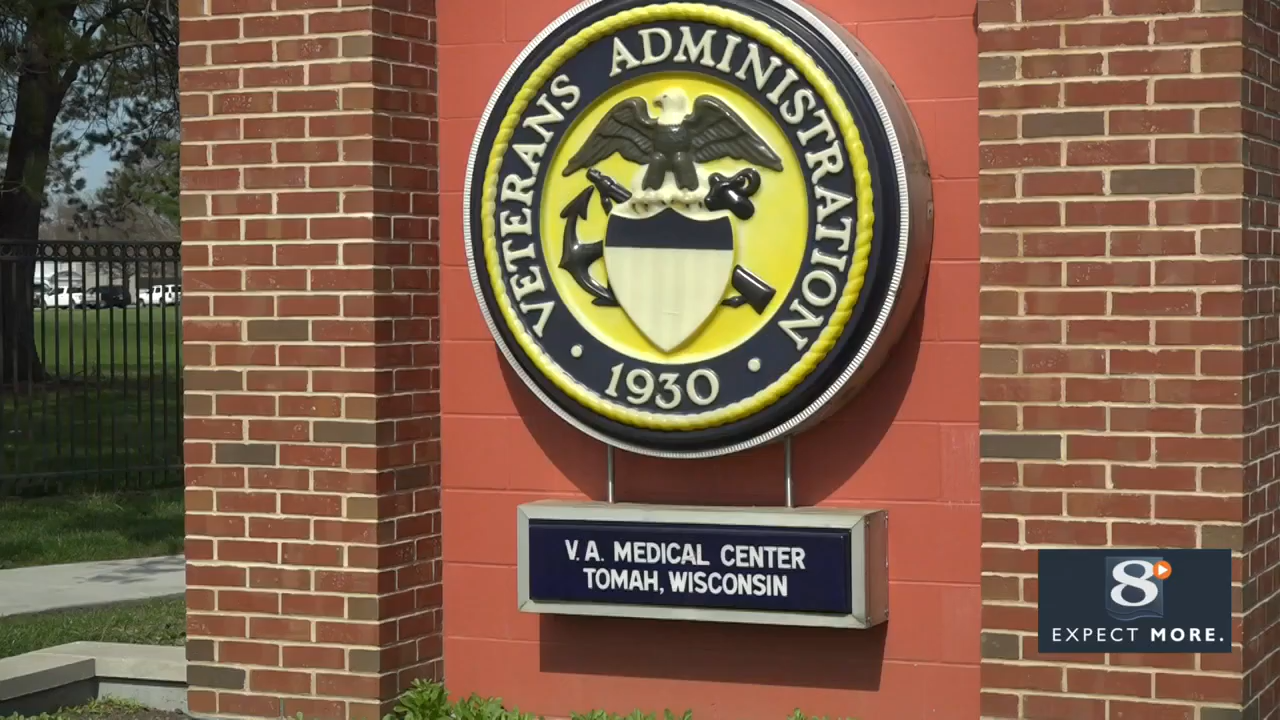 VETERANS ADMINISTRATION
1930
V. A. MEDICAL CENTER
TOMAH, WISCONSIN
8
EXPECT MORE.